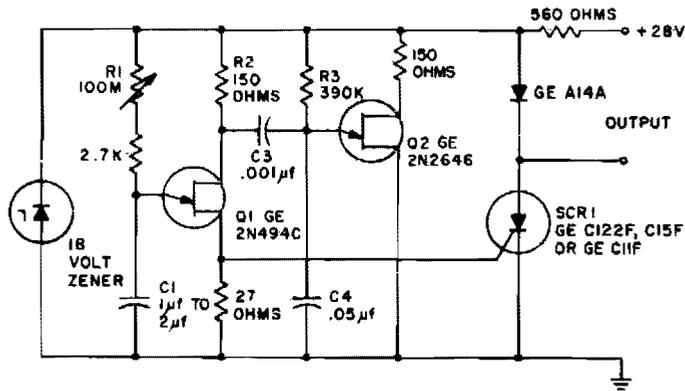 560 OHMS
+28V
R1
100M
R2
150
OHMS
R3
390K
150
OHMS
GE A14A
OUTPUT
2.7K
C3
.001µf
Q2 GE
2N2646
Q1 GE
2N494C
SCR1
GE C122F, C15F
OR GE C11F
18
VOLT
ZENER
C1
1µf TO
2µf
27
OHMS
C4
.05µf